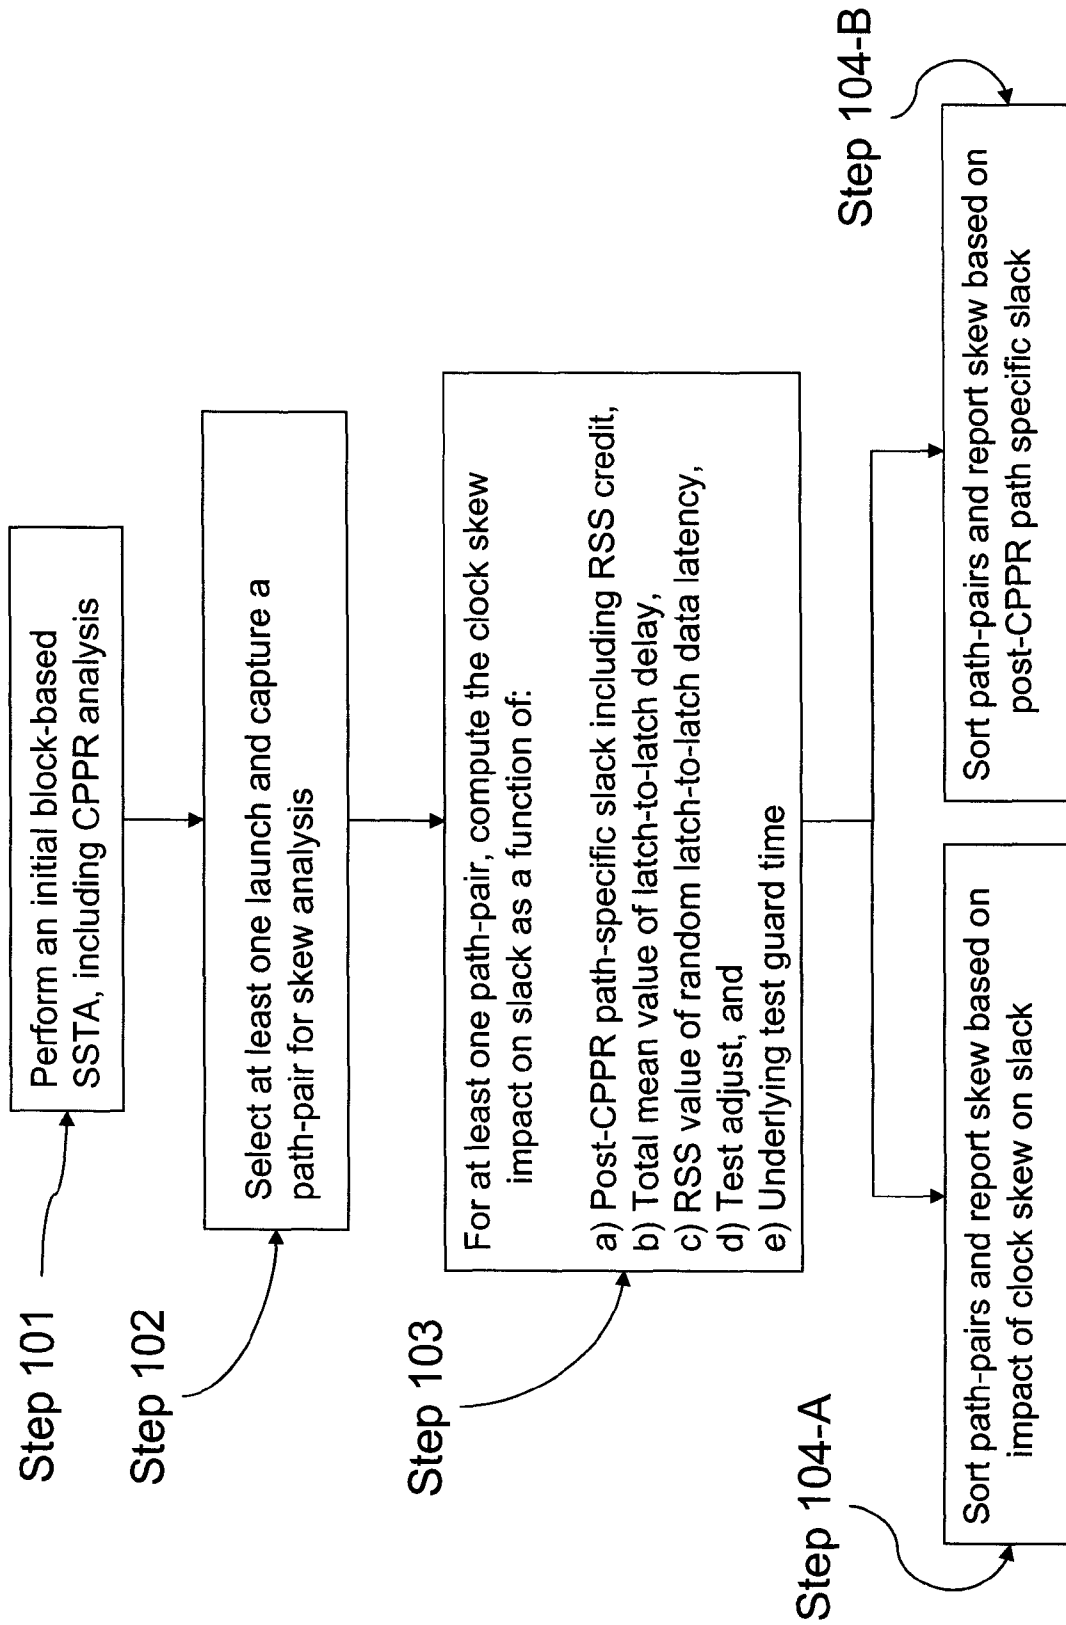 Step 101
Perform an initial block-based
SSTA, including CPPR analysis
Step 102
Select at least one launch and capture a
path-pair for skew analysis
Step 103
For at least one path-pair, compute the clock skew
impact on slack as a function of:
a) Post-CPPR path-specific slack including RSS credit,
b) Total mean value of latch-to-latch delay,
c) RSS value of random latch-to-latch data latency,
d) Test adjust, and
e) Underlying test guard time
Step 104-A
Sort path-pairs and report skew based on
impact of clock skew on slack
Step 104-B
Sort path-pairs and report skew based on
post-CPPR path specific slack